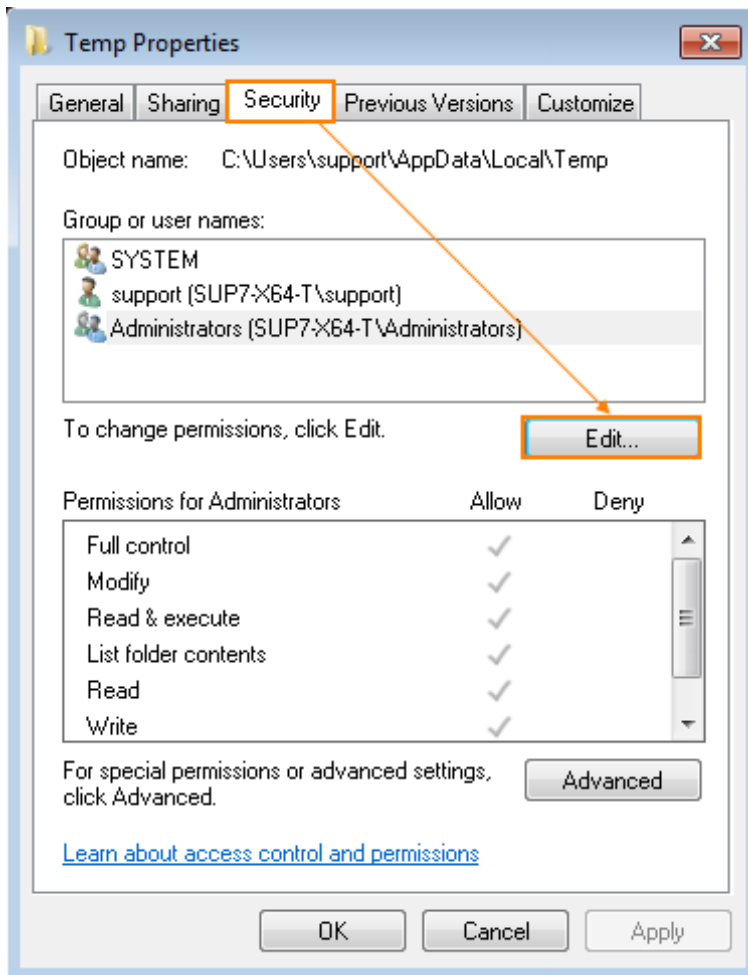 Temp Properties
General Sharing Security Previous Versions Customize
Object name: C:\Users\support\AppData\Local\Temp
Group or user names:
SYSTEM
support (SUP7-X64-T\support)
Administrators (SUP7-X64-T\Administrators)
To change permissions, click Edit.
Edit...
Permissions for Administrators Allow Deny
Full control
Modify
Read & execute
List folder contents
Read
Write
For special permissions or advanced settings,
click Advanced.
Advanced
Learn about access control and permissions
OK Cancel Apply